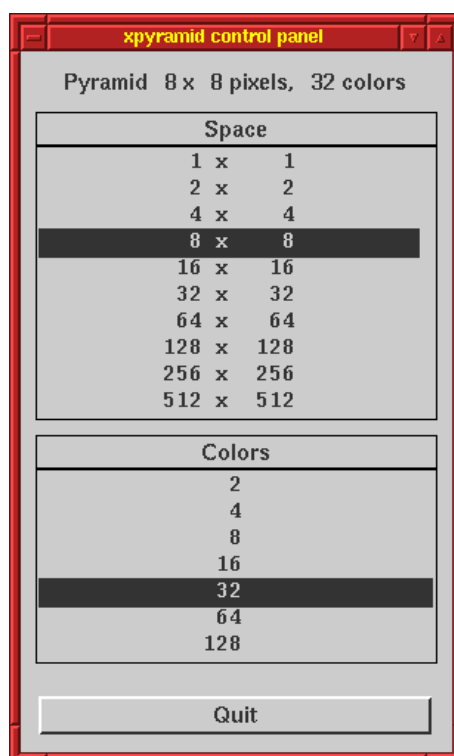 xpyramid control panel
Pyramid 8 x 8 pixels, 32 colors
Space
1 x 1
2 x 2
4 x 4
8 x 8
16 x 16
32 x 32
64 x 64
128 x 128
256 x 256
512 x 512
Colors
2
4
8
16
32
64
128
Quit